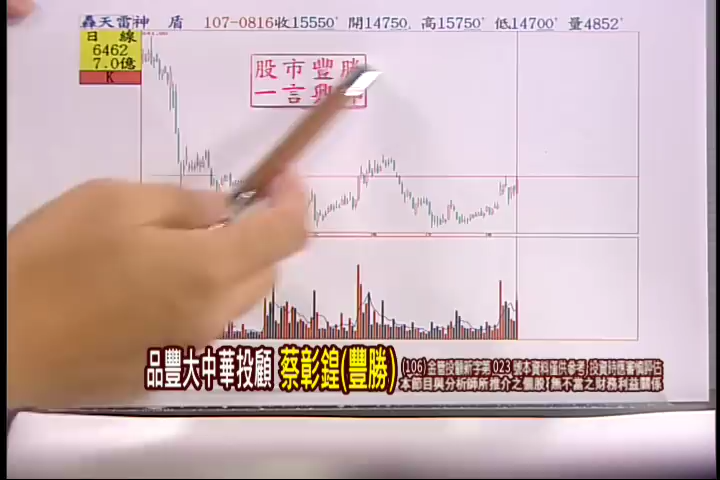 轟天雷神 盾 107-0816收15550' 開14750, 高15750' 低14700' 量4852'
日線
6462
7.0億
K
股市豐勝
一言興
品豐大中華投顧 蔡彰鍠(豐勝)
(106)金管投顧新字第023號本資料僅供參考,投資時應審慎評估
本節目與分析師所推介之個股「無不當之財務利益關係